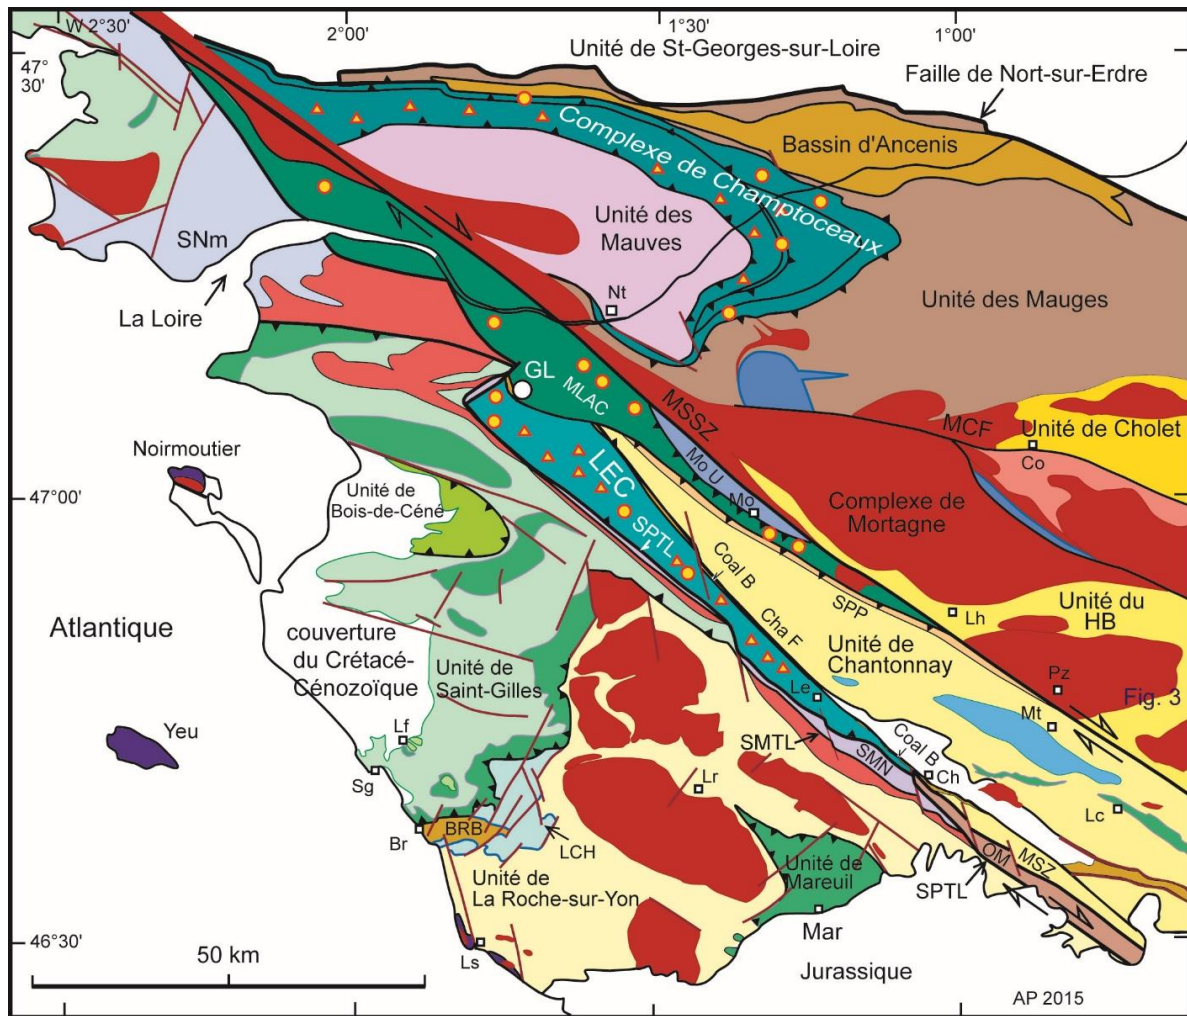 W 2°30'
2°00'
1°30'
1°00'
47°
30'
Unité de St-Georges-sur-Loire
Faille de Nort-sur-Erdre
Bassin d'Ancenis
Complexe de Champtoceaux
Unité des
Mauves
SNm
La Loire
Nt
Unité des Mauges
GL
MLAC
MSSZ
MCF
Unité de Cholet
Co
Noirmoutier
47°00'
Unité de
Bois-de-Céné
LEC
Mo U
Mo
Complexe de
Mortagne
SPTL
Coal B
SPP
Cha F
Lh
Unité du
HB
Atlantique
couverture
du Crétacé-
Cénozoïque
Unité de
Saint-Gilles
Unité de
Chantonnay
Le
Pz
Fig. 3
Mt
Yeu
Lf
Sg
SMTL
SMN
Coal B
Ch
Lr
Lc
Br
BRB
LCH
Unité de
La Roche-sur-Yon
Unité de
Mareuil
OM
MSZ
SPTL
46°30'
50 km
Ls
Mar
Jurassique
AP 2015